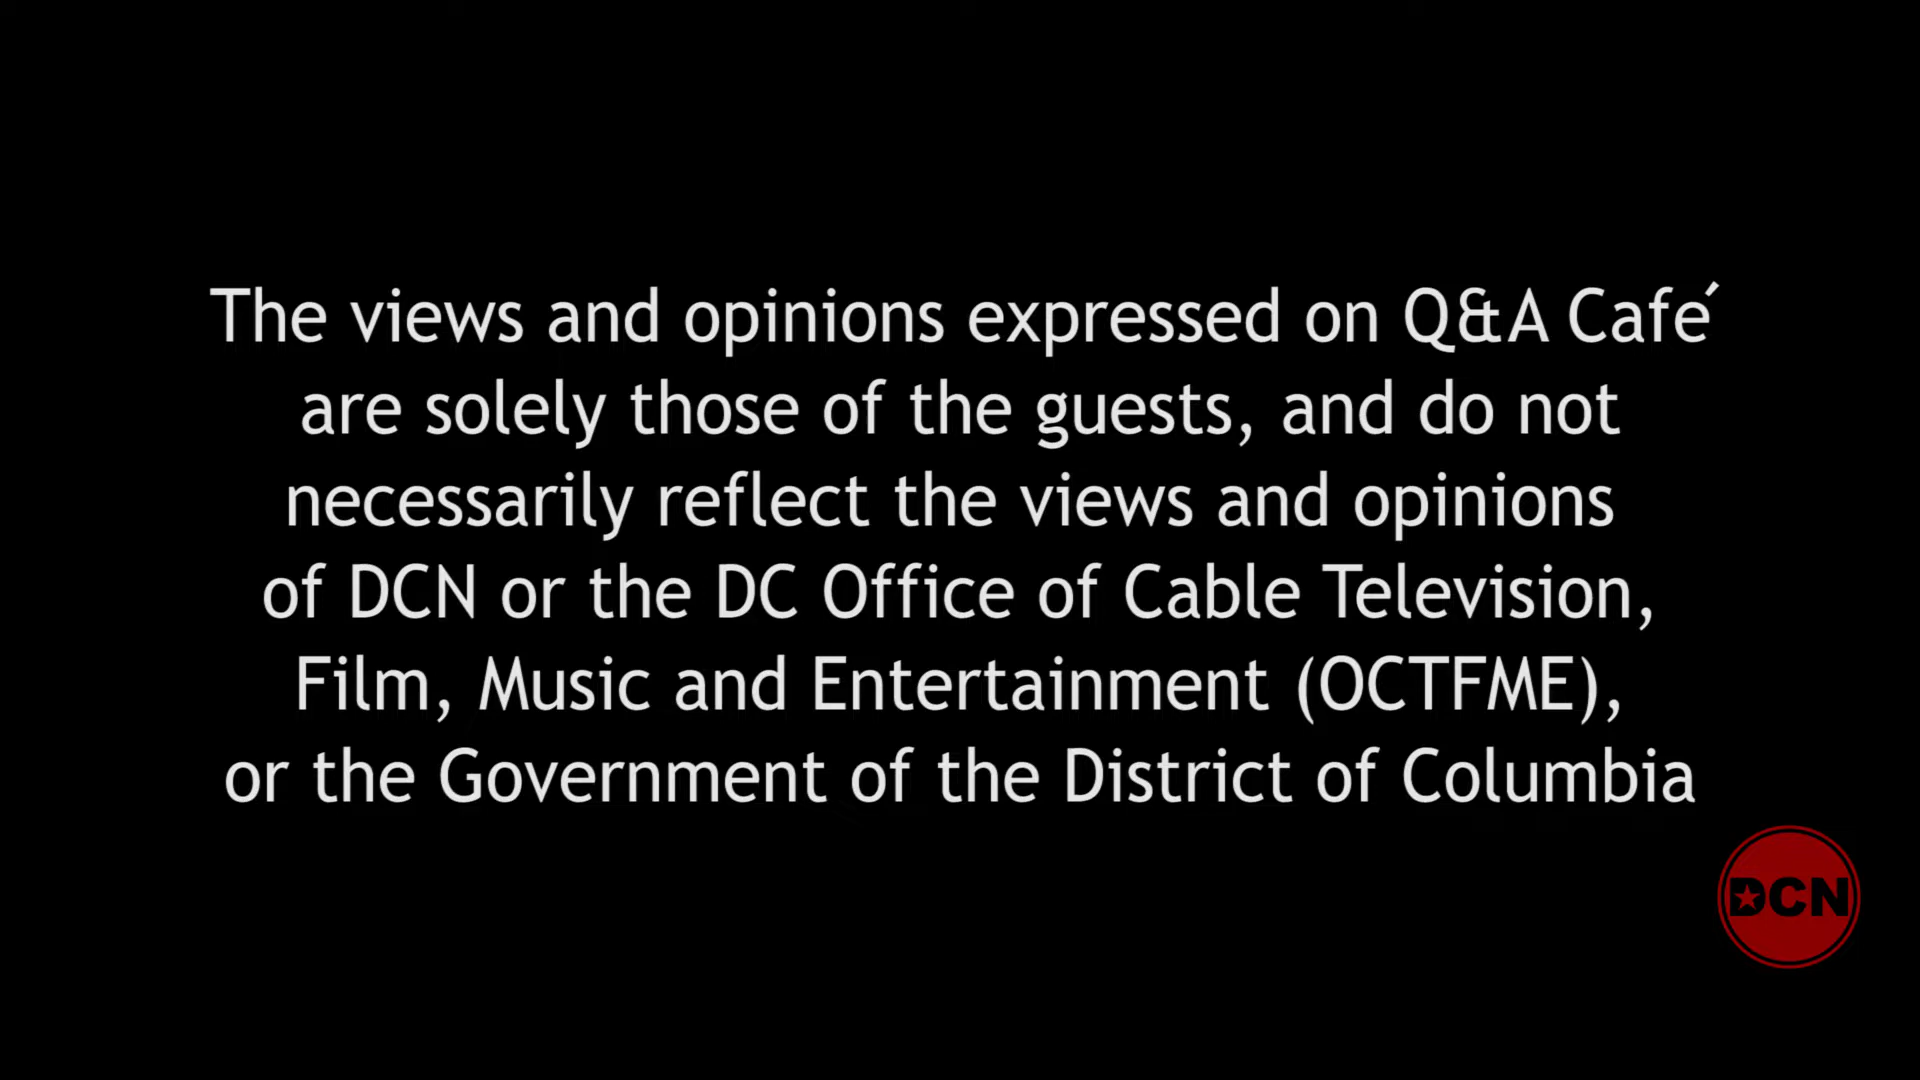 The views and opinions expressed on Q&A Café
are solely those of the guests, and do not
necessarily reflect the views and opinions
of DCN or the DC Office of Cable Television,
Film, Music and Entertainment (OCTFME),
or the Government of the District of Columbia
DCN